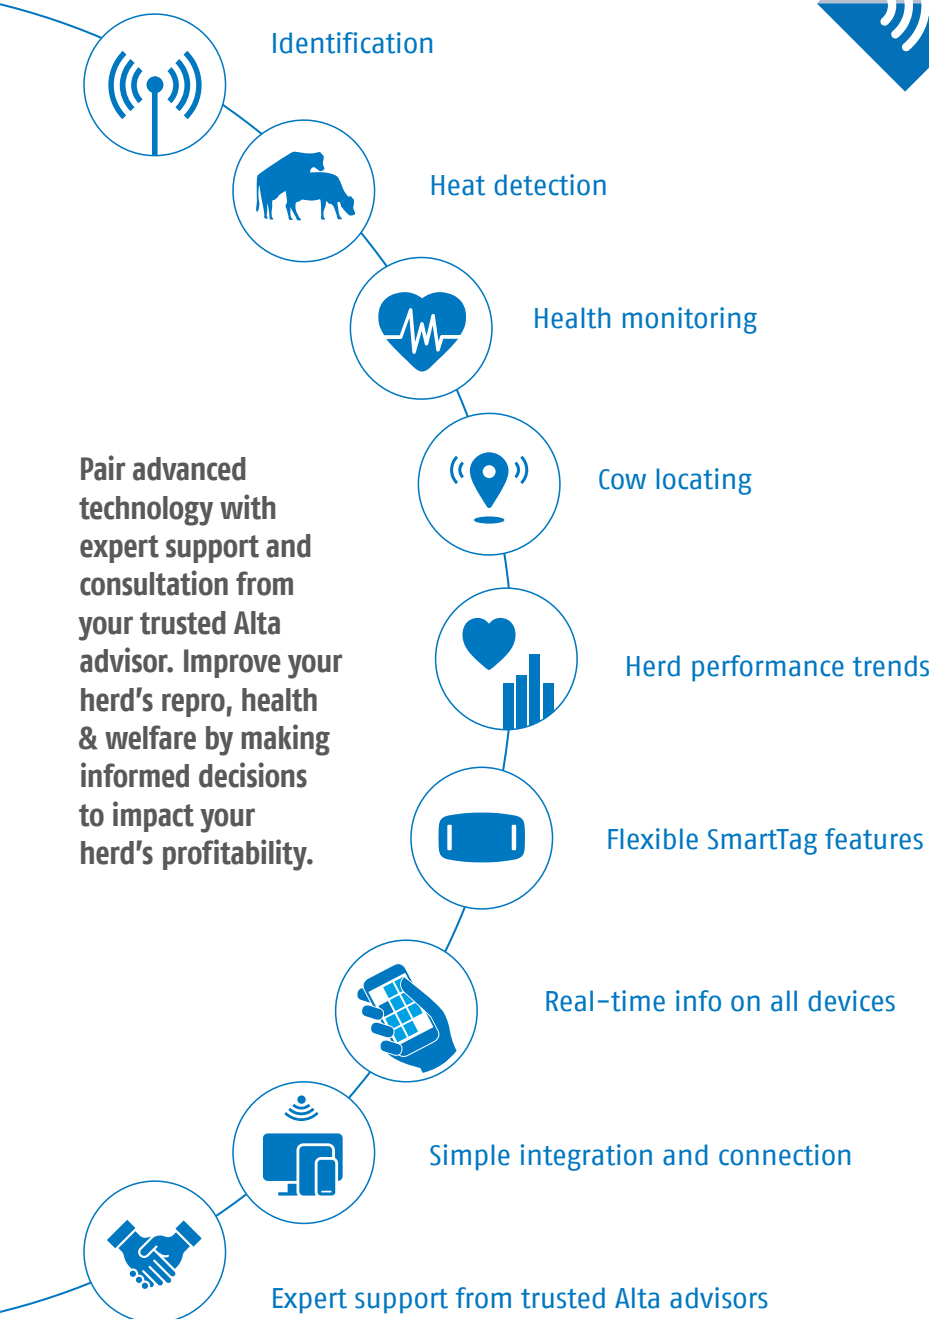 Identification
Heat detection
Health monitoring
Cow locating
Pair advanced
technology with
expert support and
consultation from
your trusted Alta
advisor. Improve your
herd's repro, health
& welfare by making
informed decisions
to impact your
herd's profitability.
Herd performance trends
Flexible SmartTag features
Real-time info on all devices
Simple integration and connection
Expert support from trusted Alta advisors